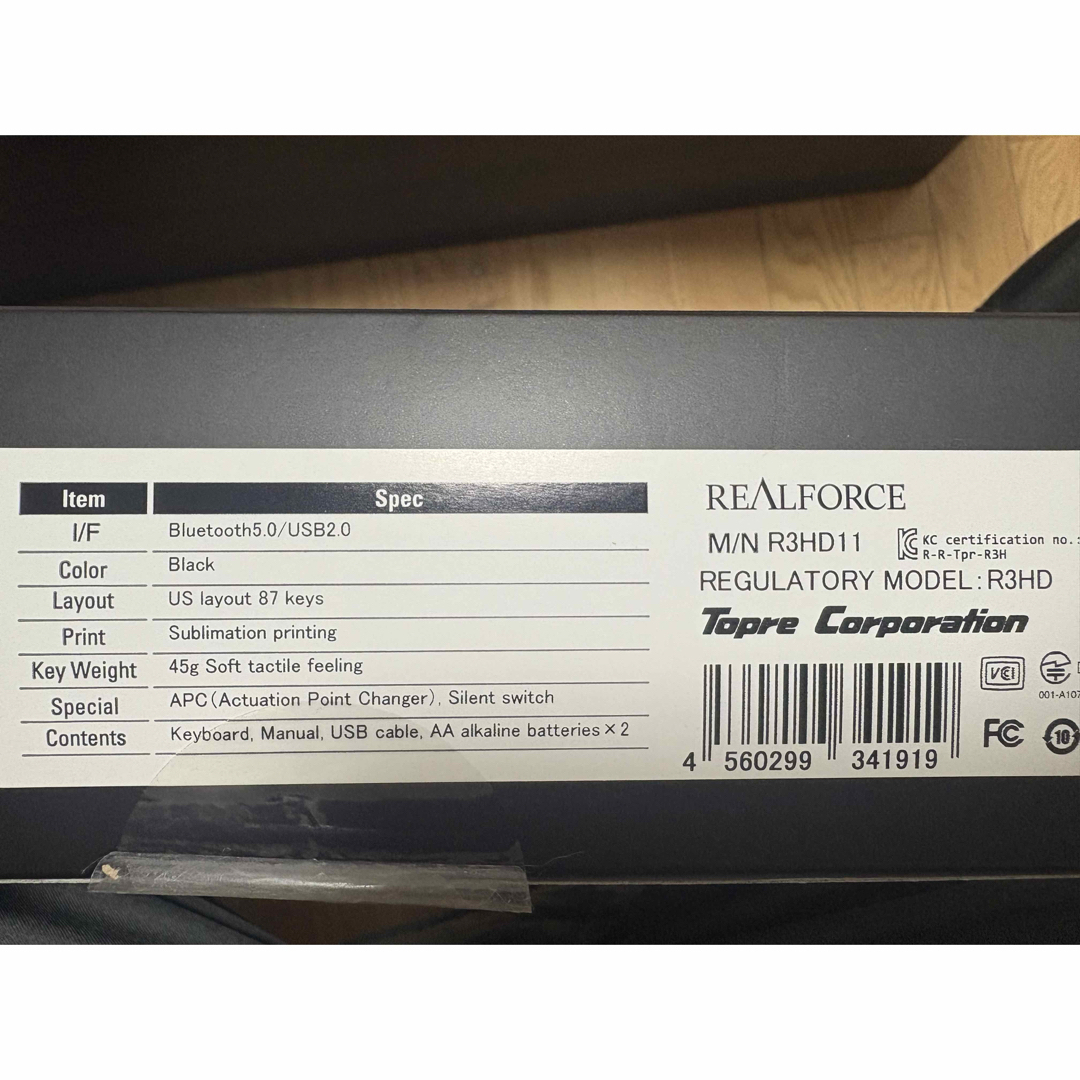 Item Spec
I/F Bluetooth5.0/USB2.0
Color Black
Layout US layout 87 keys
Print Sublimation printing
Key Weight 45g Soft tactile feeling
Special APC(Actuation Point Changer), Silent switch
Contents Keyboard, Manual, USB cable, AA alkaline batteries×2
REALFORCE
M/N R3HD11
KC certification no.:
R-R-Tpr-R3H
REGULATORY MODEL:R3HD
Topre Corporation
4 560299 341919
VCI
001-A107
FC
10